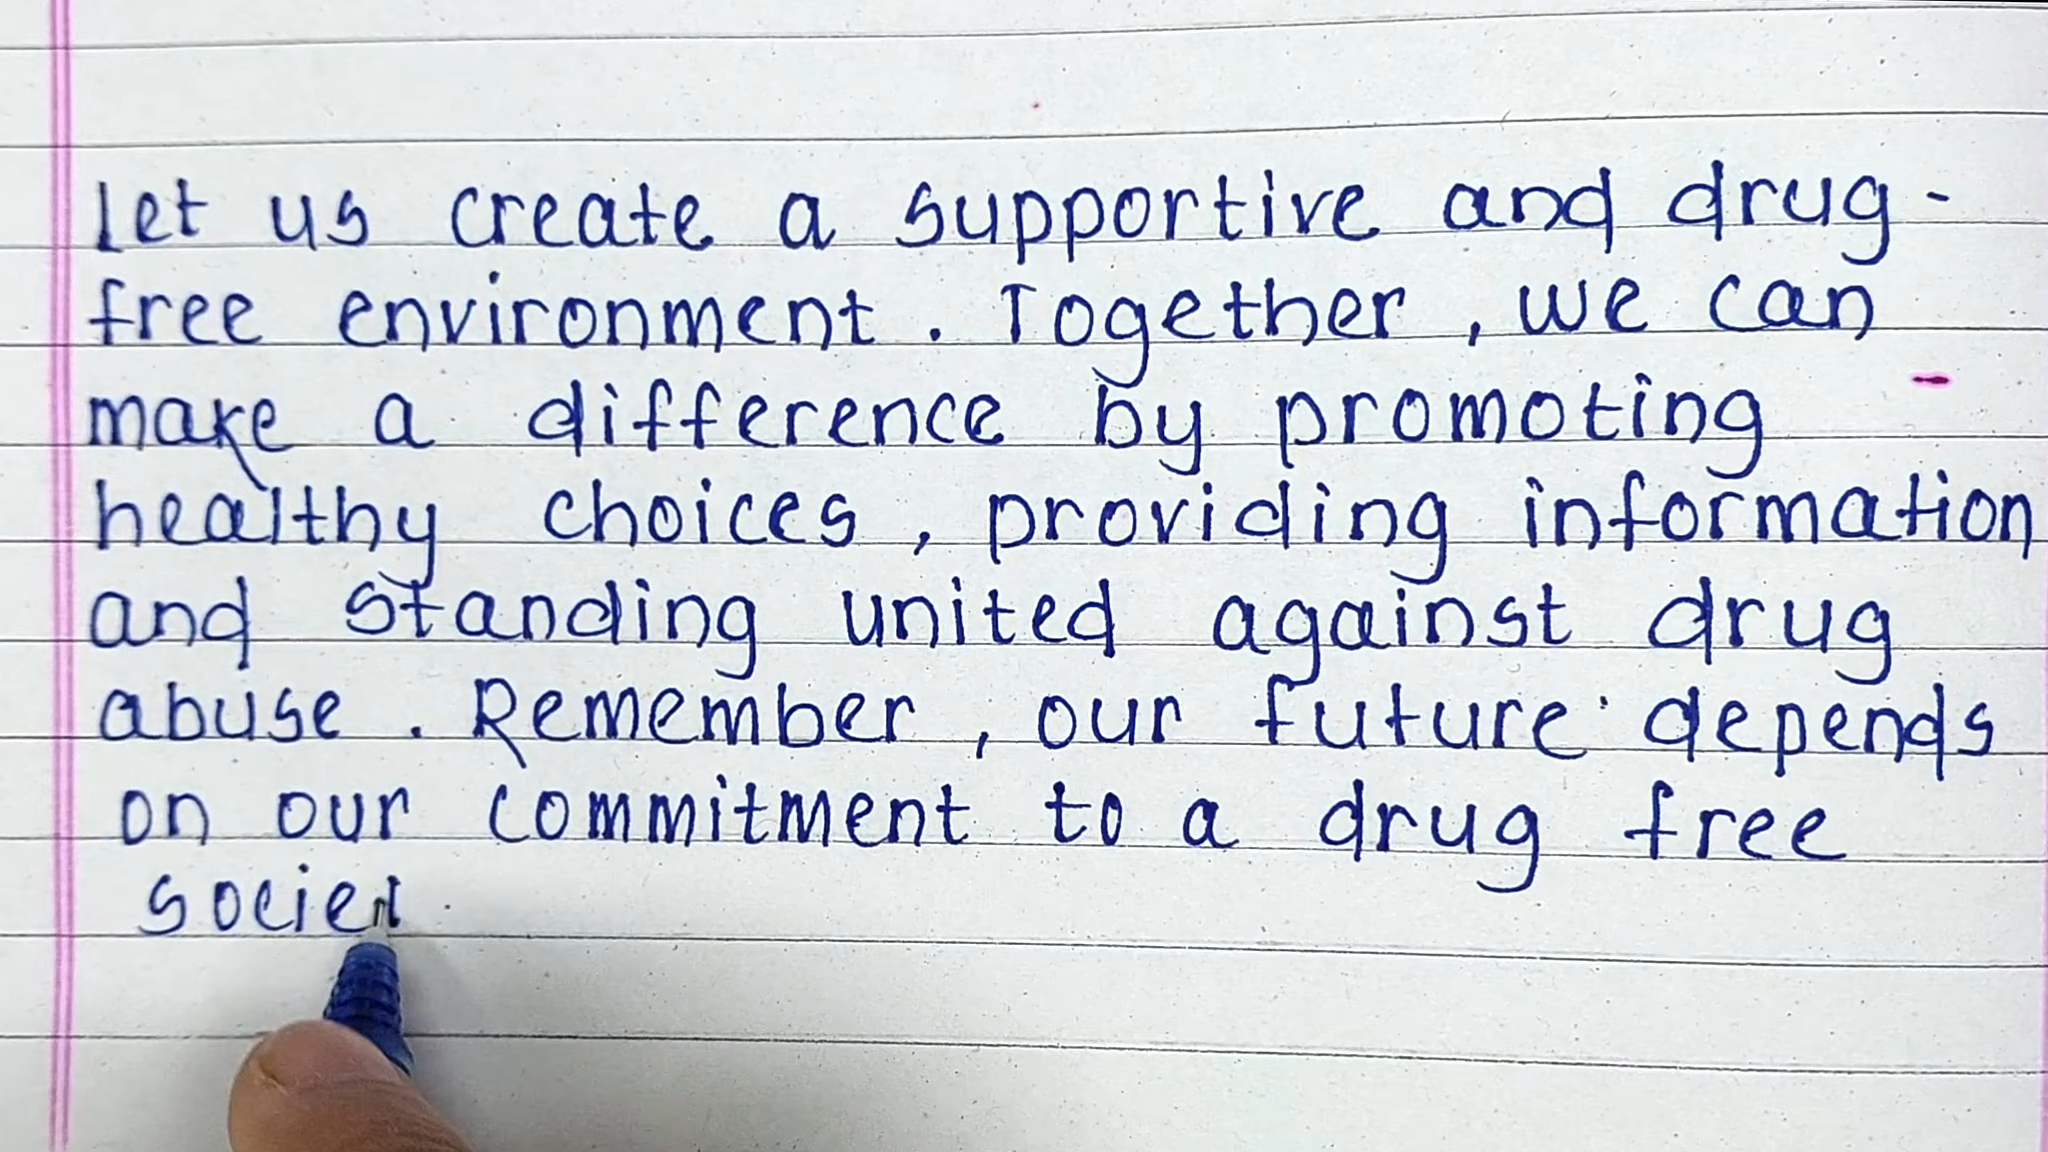 Let us create a supportive and drug-
free environment. Together, we can
make a difference by promoting
healthy choices, providing information
and standing united against drug
abuse. Remember, our future depends
on our commitment to a drug free
societ